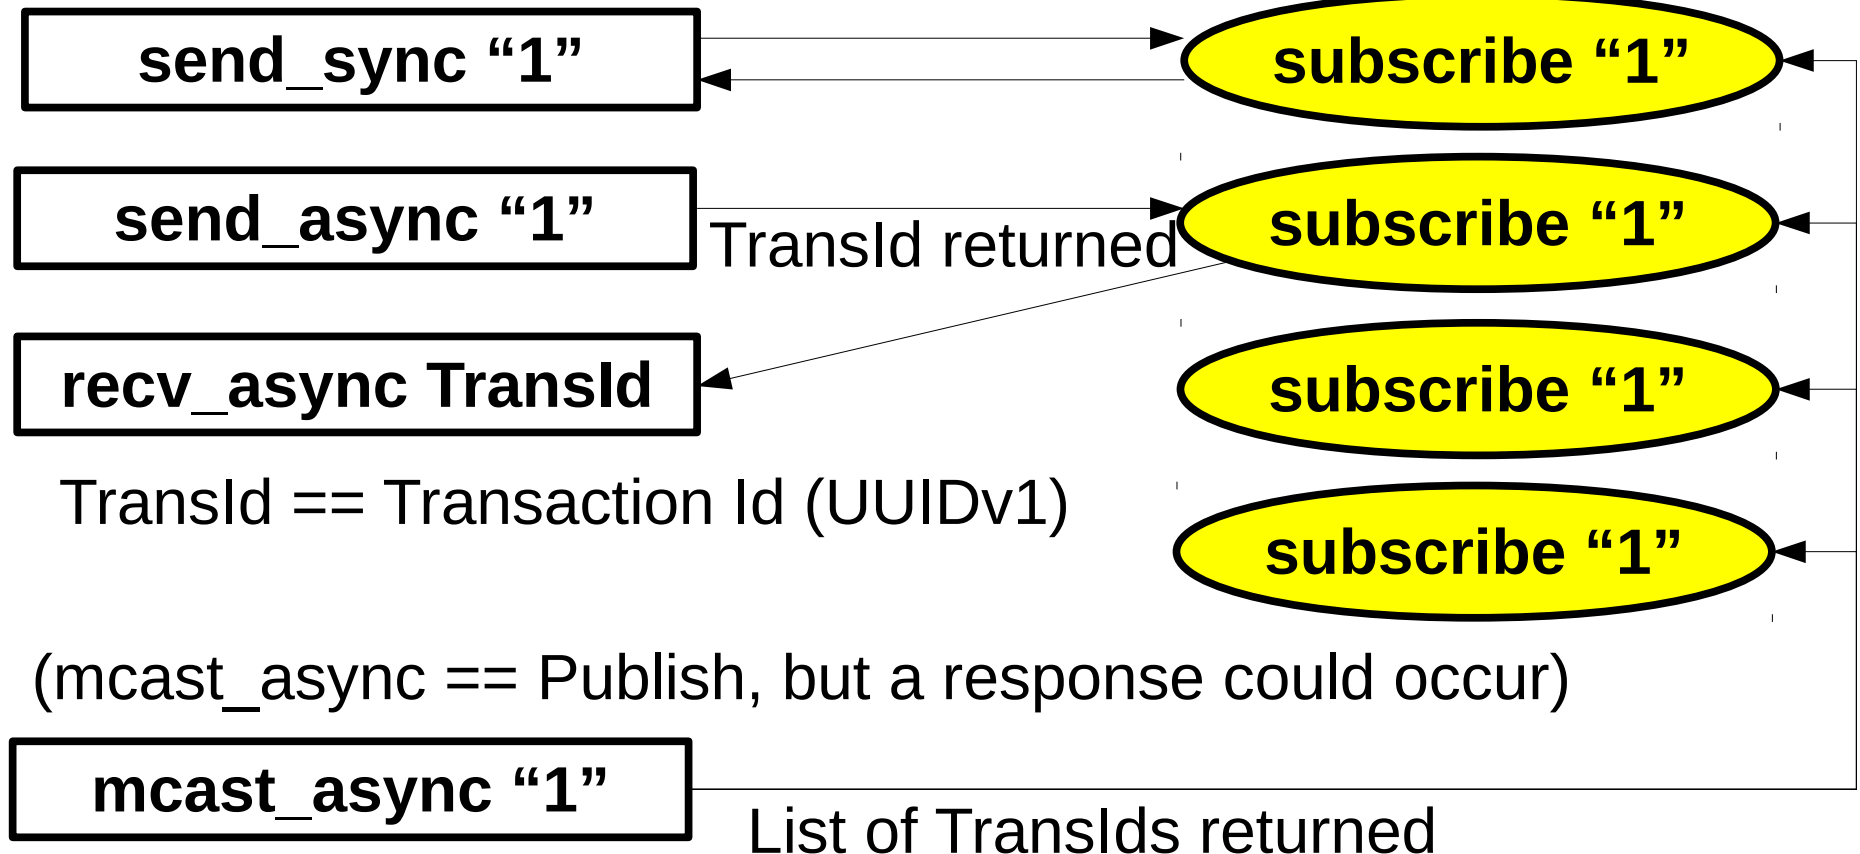 send_sync “1”
subscribe “1”
send_async “1”
TransId returned
subscribe “1”
recv_async TransId
subscribe “1”
TransId == Transaction Id (UUIDv1)
subscribe “1”
(mcast_async == Publish, but a response could occur)
mcast_async “1”
List of TransIds returned